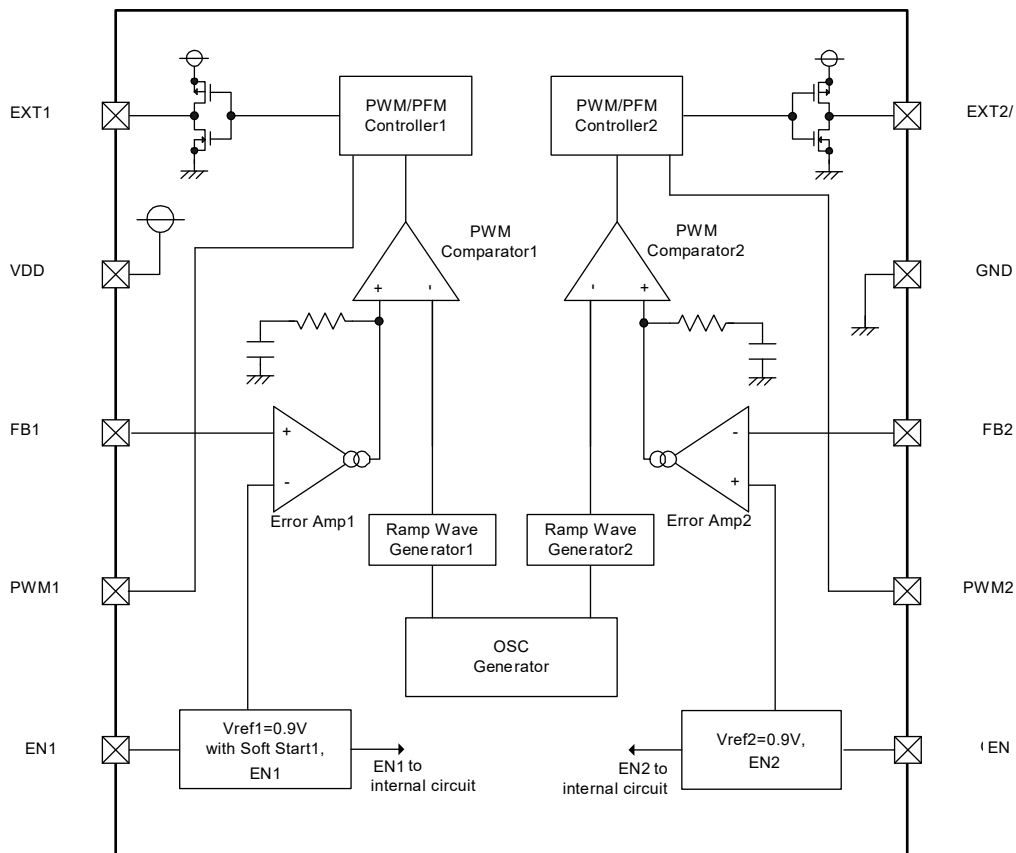 EXT1
PWM/PFM
Controller1
PWM/PFM
Controller2
EXT2/
VDD
PWM
Comparator1
PWM
Comparator2
GND
+ -
- +
FB1
+
-
Error Amp1
-
+
Error Amp2
FB2
Ramp Wave
Generator1
Ramp Wave
Generator2
PWM1
PWM2
OSC
Generator
EN1
Vref1=0.9V
with Soft Start1,
EN1
EN1 to
internal circuit
EN2 to
internal circuit
Vref2=0.9V,
EN2
EN